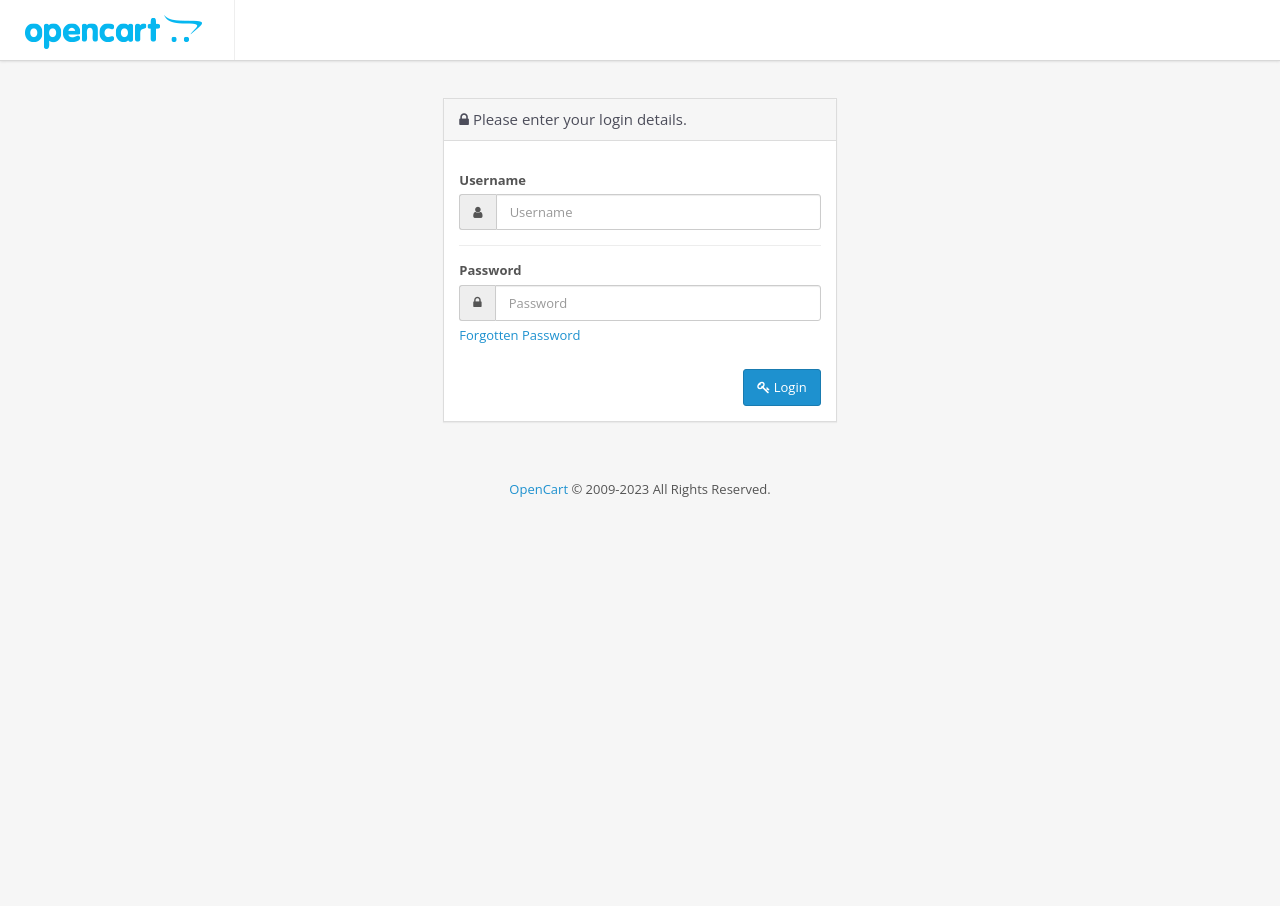 opencart
Please enter your login details.
Username
Username
Password
Password
Forgotten Password
Login
OpenCart © 2009-2023 All Rights Reserved.